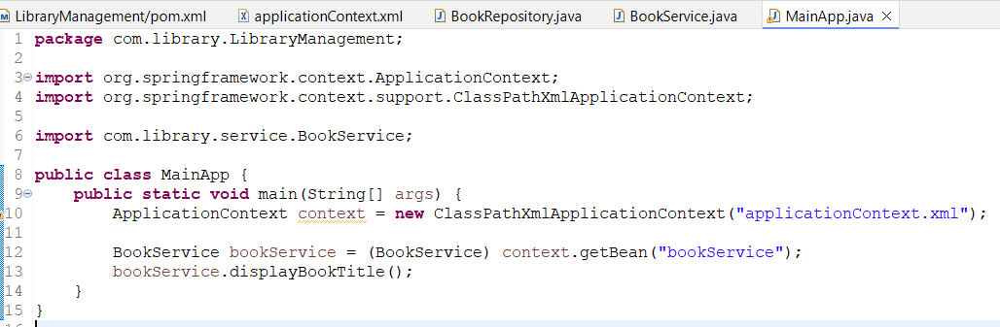 LibraryManagement/pom.xml applicationContext.xml BookRepository.java BookService.java MainApp.java
1 package com.library.LibraryManagement;
2
3 import org.springframework.context.ApplicationContext;
4 import org.springframework.context.support.ClassPathXmlApplicationContext;
5
6 import com.library.service.BookService;
7
8 public class MainApp {
9     public static void main(String[] args) {
10         ApplicationContext context = new ClassPathXmlApplicationContext("applicationContext.xml");
11
12         BookService bookService = (BookService) context.getBean("bookService");
13         bookService.displayBookTitle();
14     }
15 }